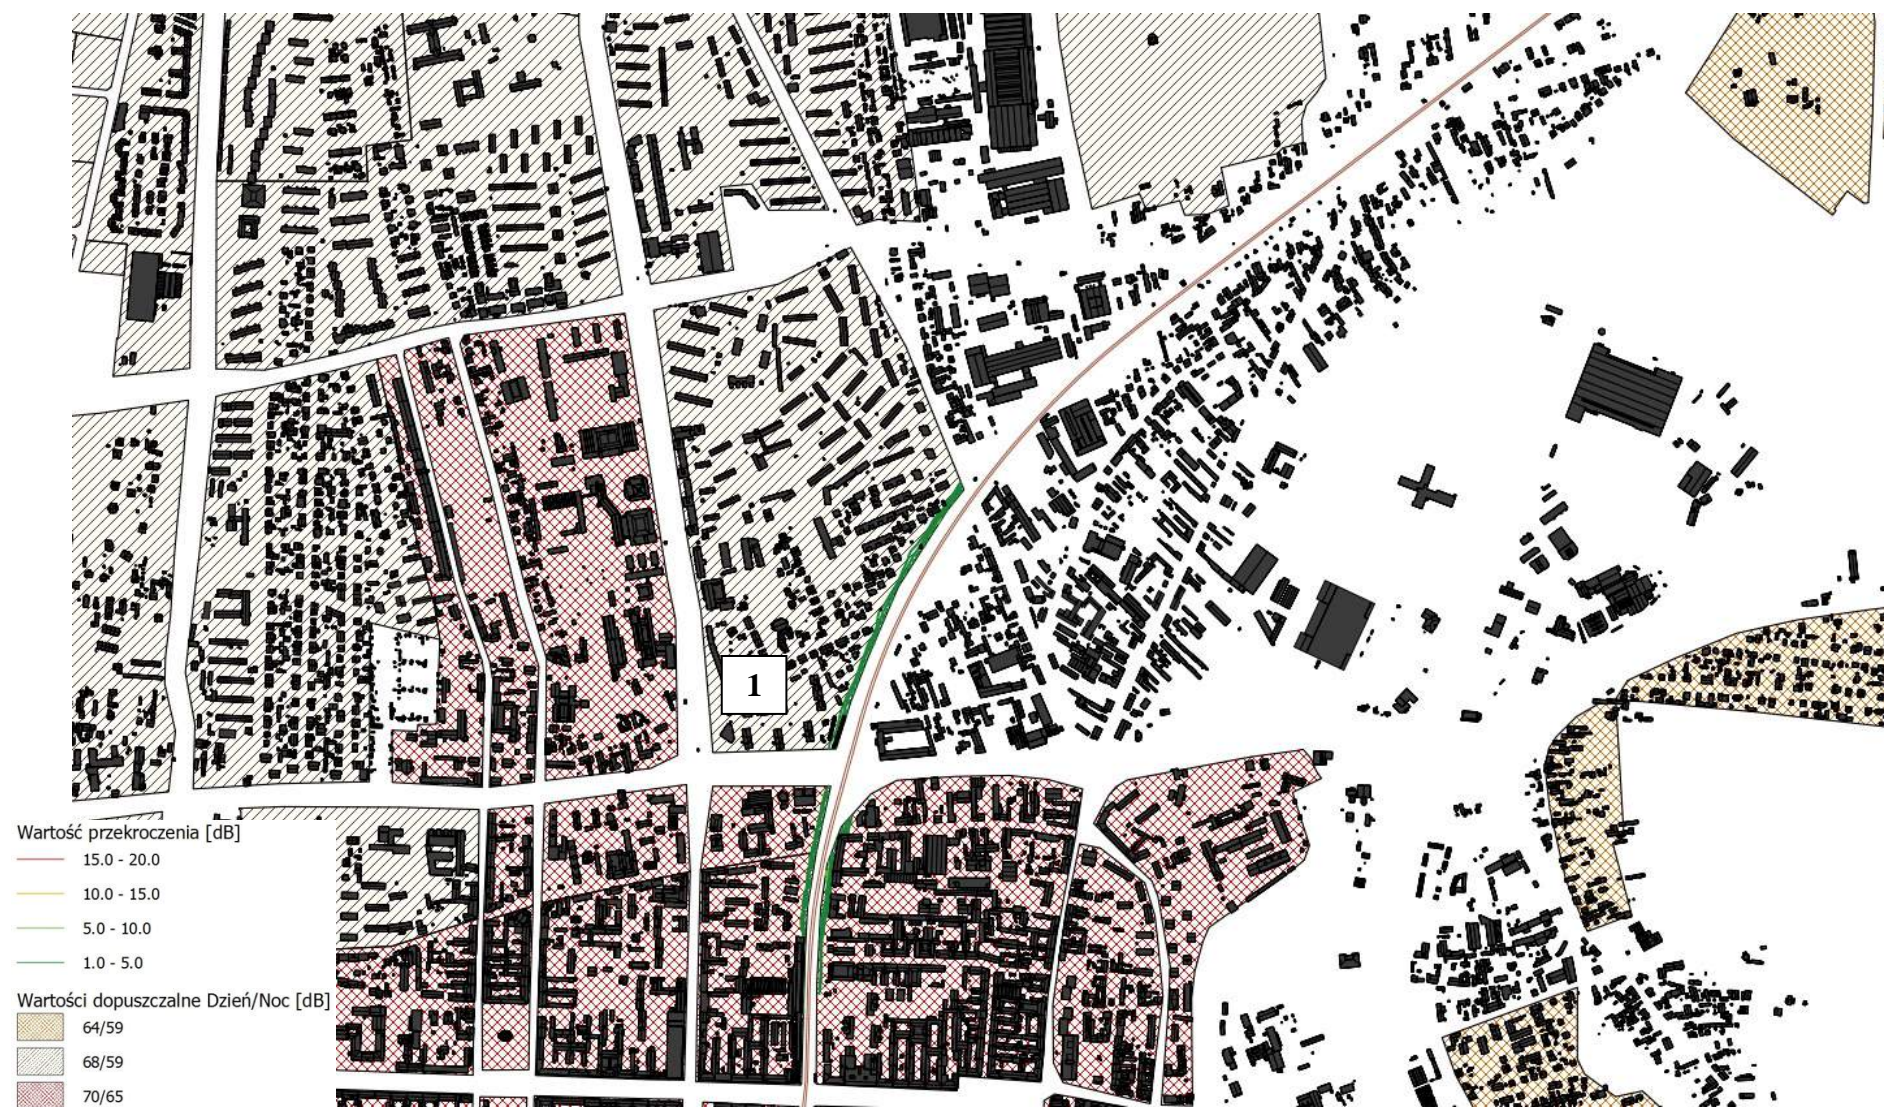 1
Wartość przekroczenia [dB]
15.0 - 20.0
10.0 - 15.0
5.0 - 10.0
1.0 - 5.0
Wartości dopuszczalne Dzień/Noc [dB]
64/59
68/59
70/65